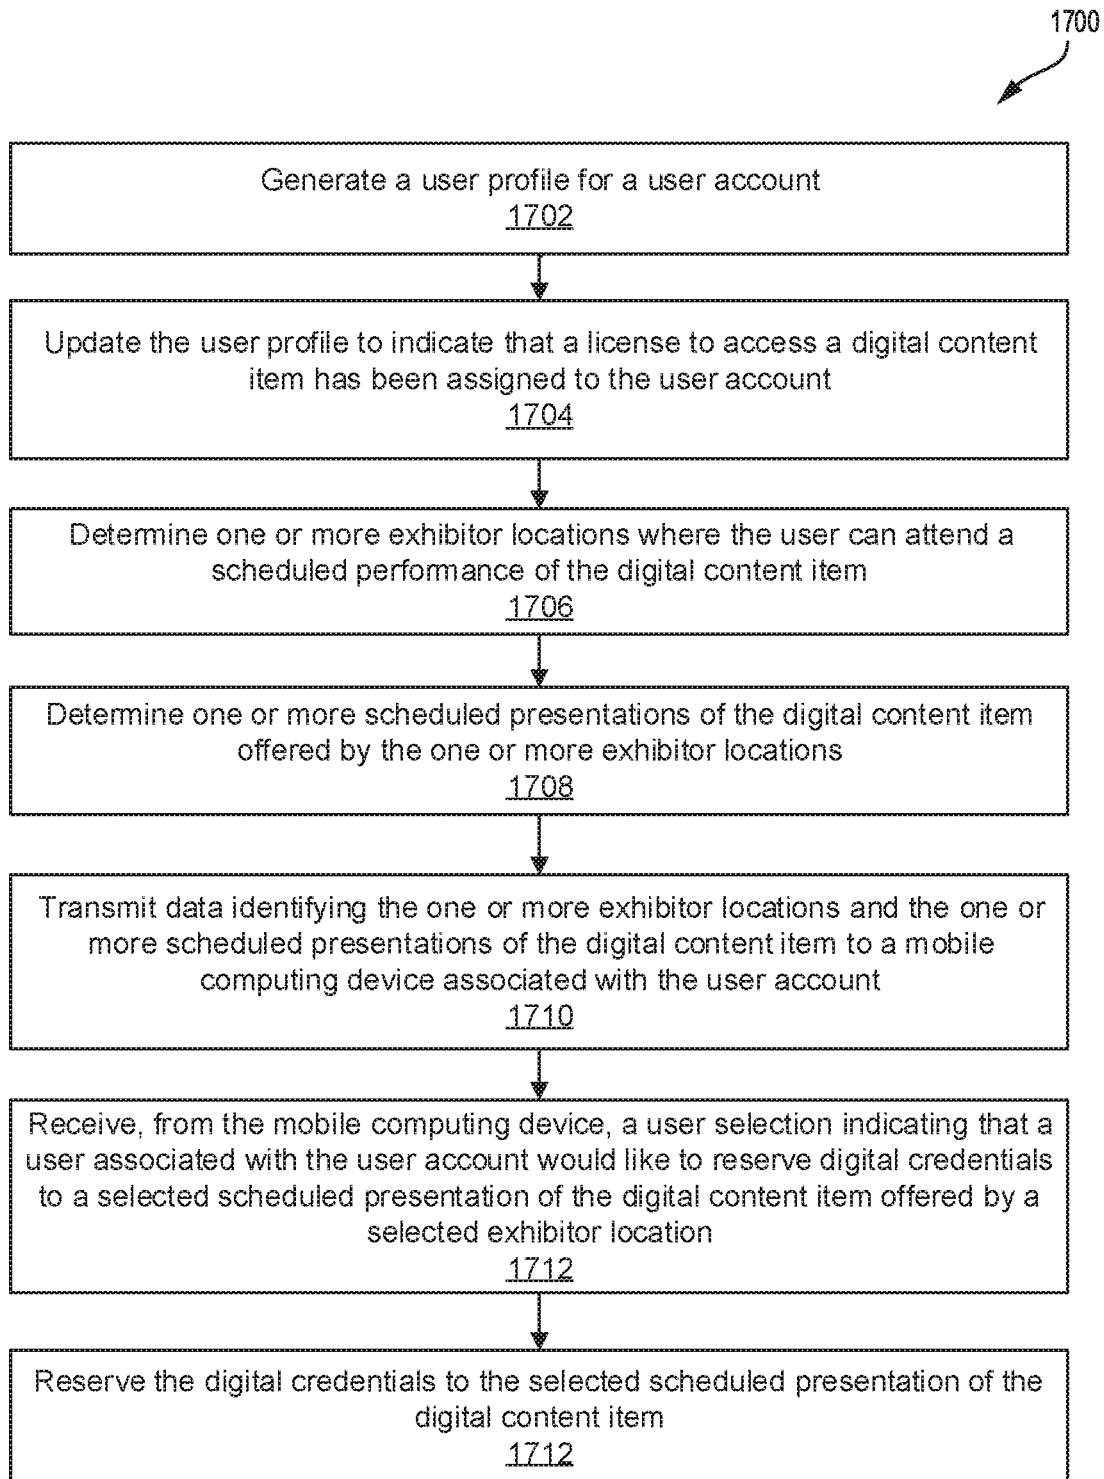 1700
Generate a user profile for a user account
1702
Update the user profile to indicate that a license to access a digital content
item has been assigned to the user account
1704
Determine one or more exhibitor locations where the user can attend a
scheduled performance of the digital content item
1706
Determine one or more scheduled presentations of the digital content item
offered by the one or more exhibitor locations
1708
Transmit data identifying the one or more exhibitor locations and the one or
more scheduled presentations of the digital content item to a mobile
computing device associated with the user account
1710
Receive, from the mobile computing device, a user selection indicating that a
user associated with the user account would like to reserve digital credentials
to a selected scheduled presentation of the digital content item offered by a
selected exhibitor location
1712
Reserve the digital credentials to the selected scheduled presentation of the
digital content item
1712